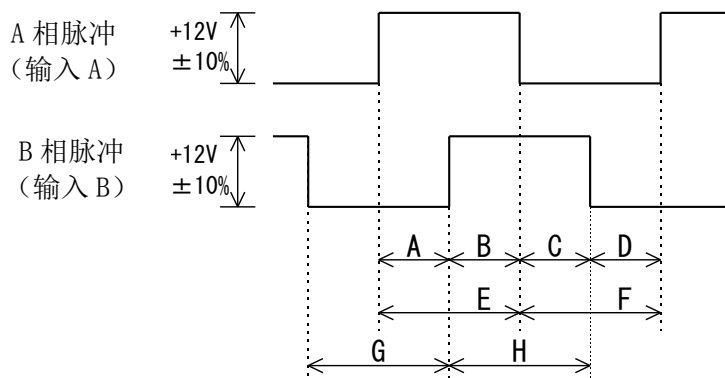 A 相脉冲
（输入 A）
+12V
±10%
B 相脉冲
（输入 B）
+12V
±10%
A B C D
E F
G H